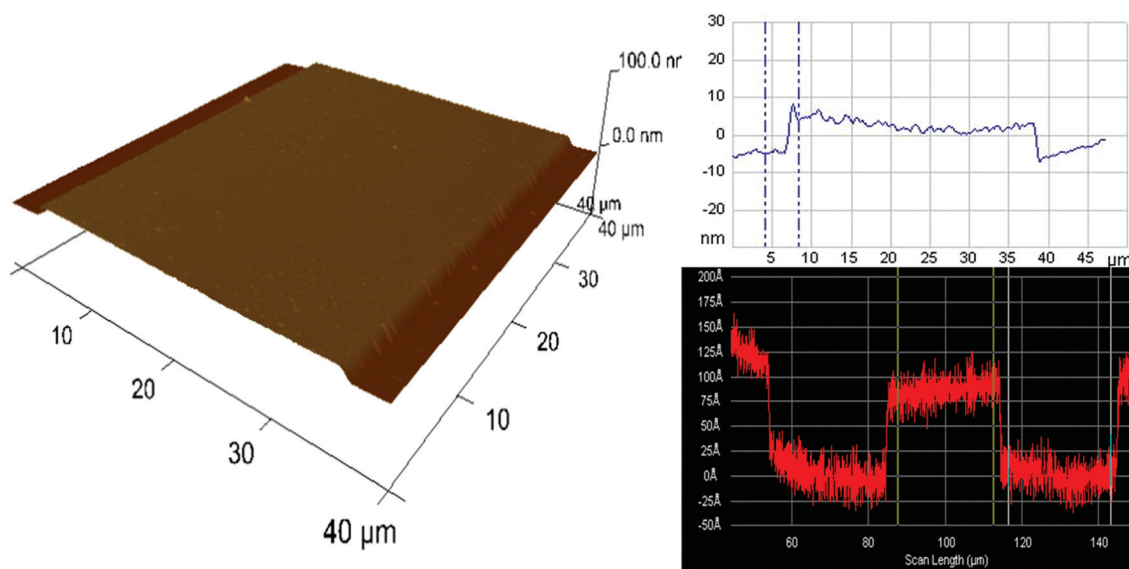 100.0 nr
0.0 nm
40 µm
40 µm
30
20
10
10
20
30
40 µm
30
20
10
0
-10
-20
nm
5 10 15 20 25 30 35 40 45 µm
200Å
175Å
150Å
125Å
100Å
75Å
50Å
25Å
0Å
-25Å
-50Å
60 80 100 120 140
Scan Length (µm)